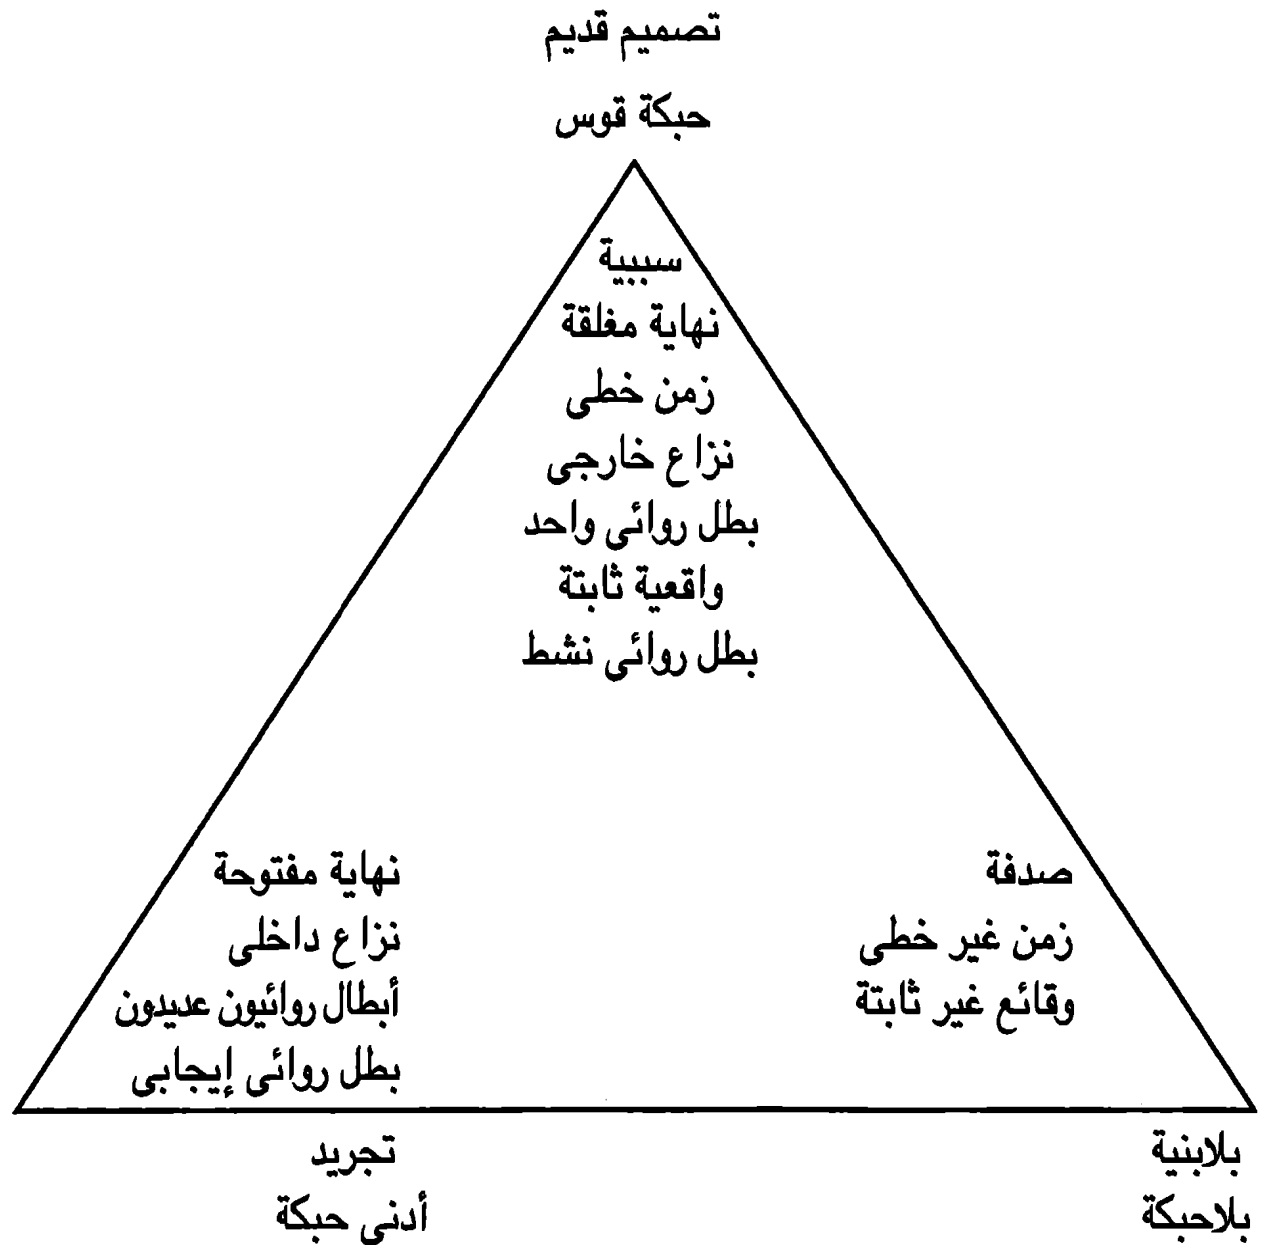 تصميم قديم
حبكة قوس
سببية
نهاية مغلقة
زمن خطى
نزاع خارجى
بطل روائى واحد
واقعية ثابتة
بطل روائى نشط
صدفة
زمن غير خطى
وقائع غير ثابتة
نهاية مفتوحة
نزاع داخلى
أبطال روائيون عديدون
بطل روائى إيجابى
بلابنية
بلاحبكة
تجريد
أدنى حبكة